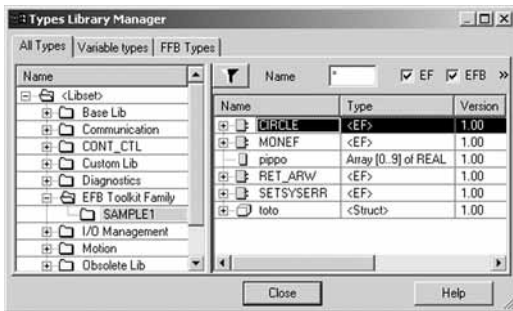 Types Library Manager
All Types Variable types FFB Types
Name
<Libset>
Base Lib
Communication
CONT_CTL
Custom Lib
Diagnostics
EFB Toolkit Family
SAMPLE1
I/O Management
Motion
Obsolete Lib
Name * EF EFB »
Name Type Version
CIRCLE <EF> 1.00
MONEF <EF> 1.00
pippo Array [0..9] of REAL 1.00
RET_ARW <EF> 1.00
SETSYSERR <EF> 1.00
toto <Struct> 1.00
Close Help